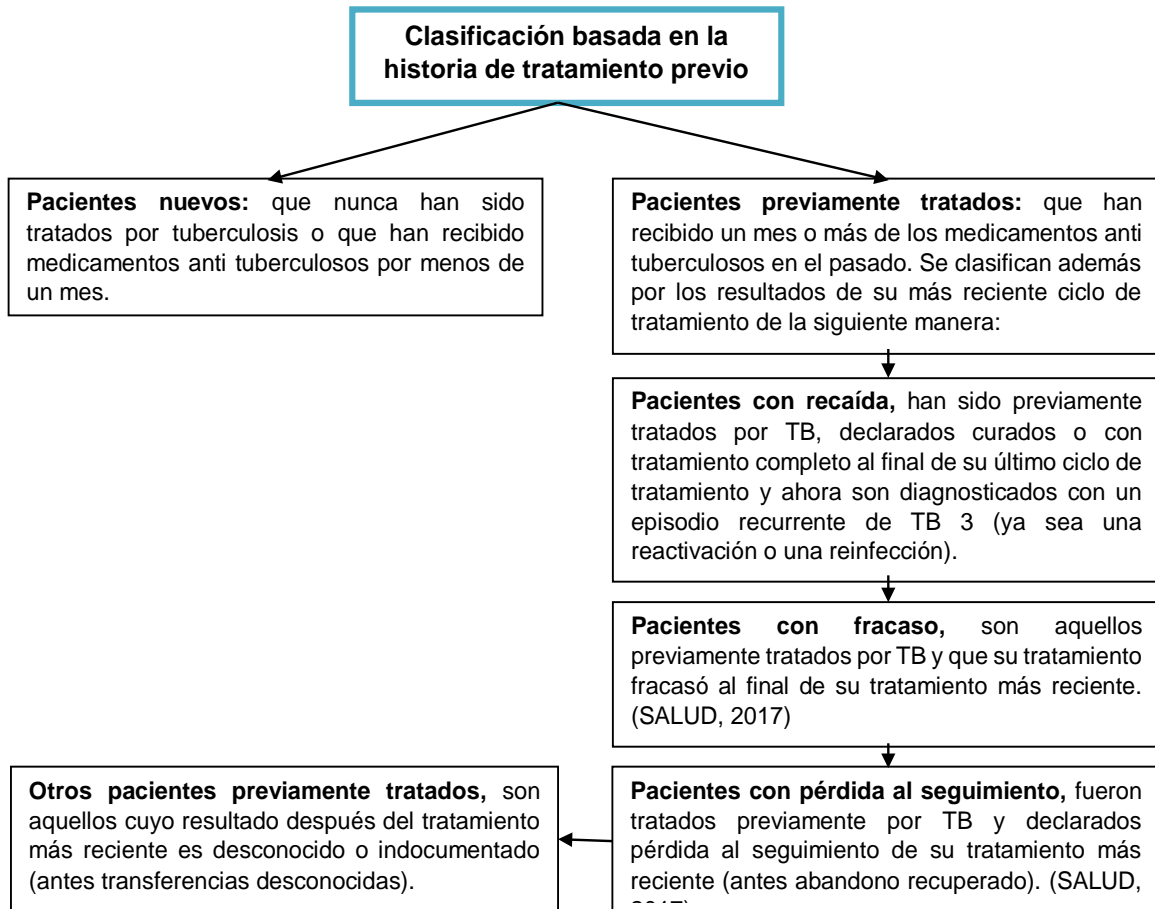 Clasificación basada en la
historia de tratamiento previo
Pacientes nuevos: que nunca han sido
tratados por tuberculosis o que han recibido
medicamentos anti tuberculosos por menos de
un mes.
Pacientes previamente tratados: que han
recibido un mes o más de los medicamentos anti
tuberculosos en el pasado. Se clasifican además
por los resultados de su más reciente ciclo de
tratamiento de la siguiente manera:
Pacientes con recaída, han sido previamente
tratados por TB, declarados curados o con
tratamiento completo al final de su último ciclo de
tratamiento y ahora son diagnosticados con un
episodio recurrente de TB 3 (ya sea una
reactivación o una reinfección).
Pacientes con fracaso, son aquellos
previamente tratados por TB y que su tratamiento
fracasó al final de su tratamiento más reciente.
(SALUD, 2017)
Pacientes con pérdida al seguimiento, fueron
tratados previamente por TB y declarados
pérdida al seguimiento de su tratamiento más
reciente (antes abandono recuperado). (SALUD,
Otros pacientes previamente tratados, son
aquellos cuyo resultado después del tratamiento
más reciente es desconocido o indocumentado
(antes transferencias desconocidas).